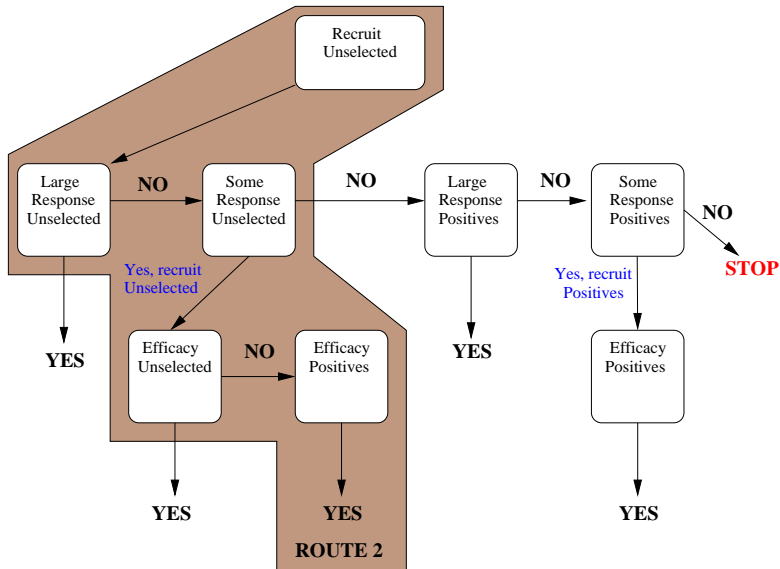 Recruit
Unselected
Large
Response
Unselected
NO
Some
Response
Unselected
NO
Large
Response
Positives
NO
Some
Response
Positives
NO
STOP
Yes, recruit
Unselected
Yes, recruit
Positives
YES
Efficacy
Unselected
NO
Efficacy
Positives
YES
Efficacy
Positives
YES
YES
YES
ROUTE 2